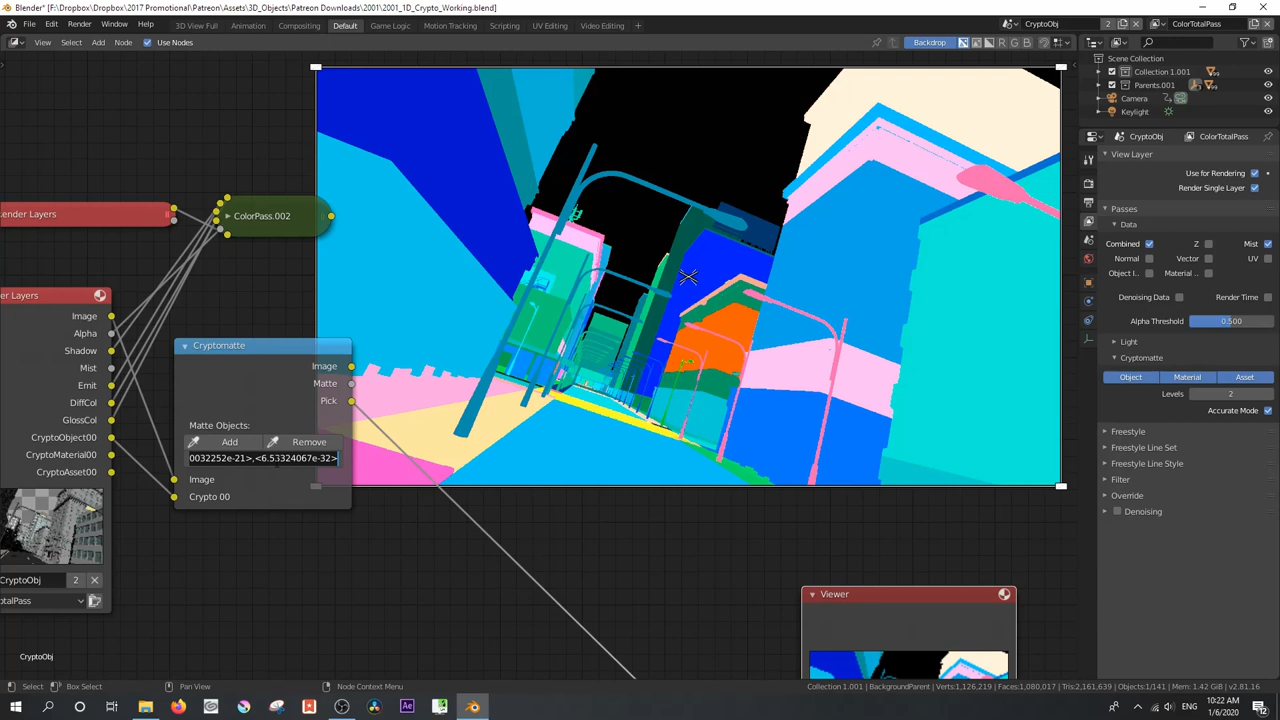 Blender* [F:\Dropbox\Dropbox\2017 Promotional\Patreon\Assets\3D_Objects\Patreon Downloads\2001\2001_1D_Crypto_Working.blend]
File Edit Render Window Help 3D View Full Animation Compositing Default Motion Tracking Scripting UV Editing Video Editing + CryptoObj 2 ColorTotalPass
View Select Add Node Use Nodes Backdrop R G B
Scene Collection
Collection 1.001
Parents.001
Camera
Keylight
CryptoObj ColorTotalPass
View Layer
Use for Rendering
Render Single Layer
Passes
Data
Combined Z Mist
Normal Vector UV
Object I.. Material ..
Denoising Data Render Time
Alpha Threshold 0.500
Light
Cryptomatte
Object Material Asset
Levels 2
Accurate Mode
Freestyle
Freestyle Line Set
Freestyle Line Style
Filter
Override
Denoising
ender Layers
ColorPass.002
er Layers
Image
Alpha
Shadow
Mist
Emit
DiffCol
GlossCol
CryptoObject00
CryptoMaterial00
CryptoAsset00
CryptoObj 2
otalPass
Cryptomatte
Image
Matte
Pick
Matte Objects:
Add Remove
0032252e-21>,<6.53324067e-32>
Image
Crypto 00
Viewer
CryptoObj
Select Box Select Pan View Node Context Menu Collection 1.001 | BackgroundParent | Verts:1,126,219 | Faces:1,080,017 | Tris:2,161,639 | Objects:1/141 | Mem: 1.42 GiB | v2.81.16
Ae
10:22 AM
1/6/2020
12